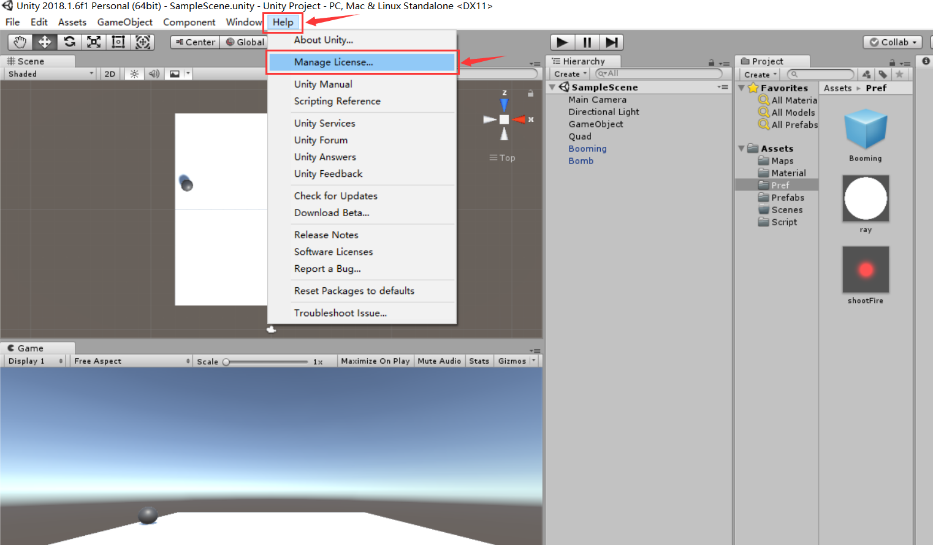 Unity 2018.1.6f1 Personal (64bit) - SampleScene.unity - Unity Project - PC, Mac & Linux Standalone <DX11>
File Edit Assets GameObject Component Window Help
Center Global Collab
About Unity...
Manage License...
Unity Manual
Scripting Reference
Unity Services
Unity Forum
Unity Answers
Unity Feedback
Check for Updates
Download Beta...
Release Notes
Software Licenses
Report a Bug...
Reset Packages to defaults
Troubleshoot Issue...
Scene
Shaded 2D
z
x
Top
Game
Display 1 Free Aspect Scale 1x Maximize On Play Mute Audio Stats Gizmos
Hierarchy
Create All
SampleScene
Main Camera
Directional Light
GameObject
Quad
Booming
Bomb
Project
Create
Favorites
All Materia
All Models
All Prefabs
Assets
Maps
Material
Pref
Prefabs
Scenes
Script
Assets Pref
Booming
ray
shootFire